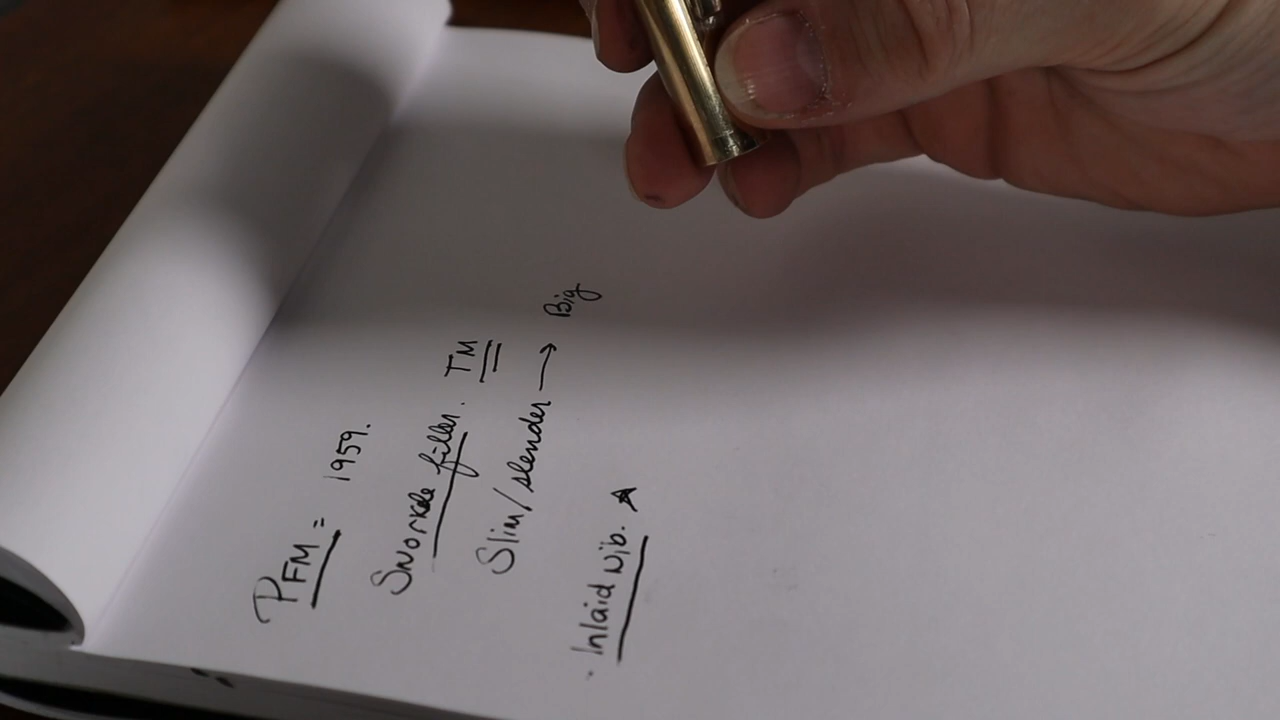 PFM = 1959.
Snorkle filler. TM
Slim/slender → Big
· Inlaid Nib. ★